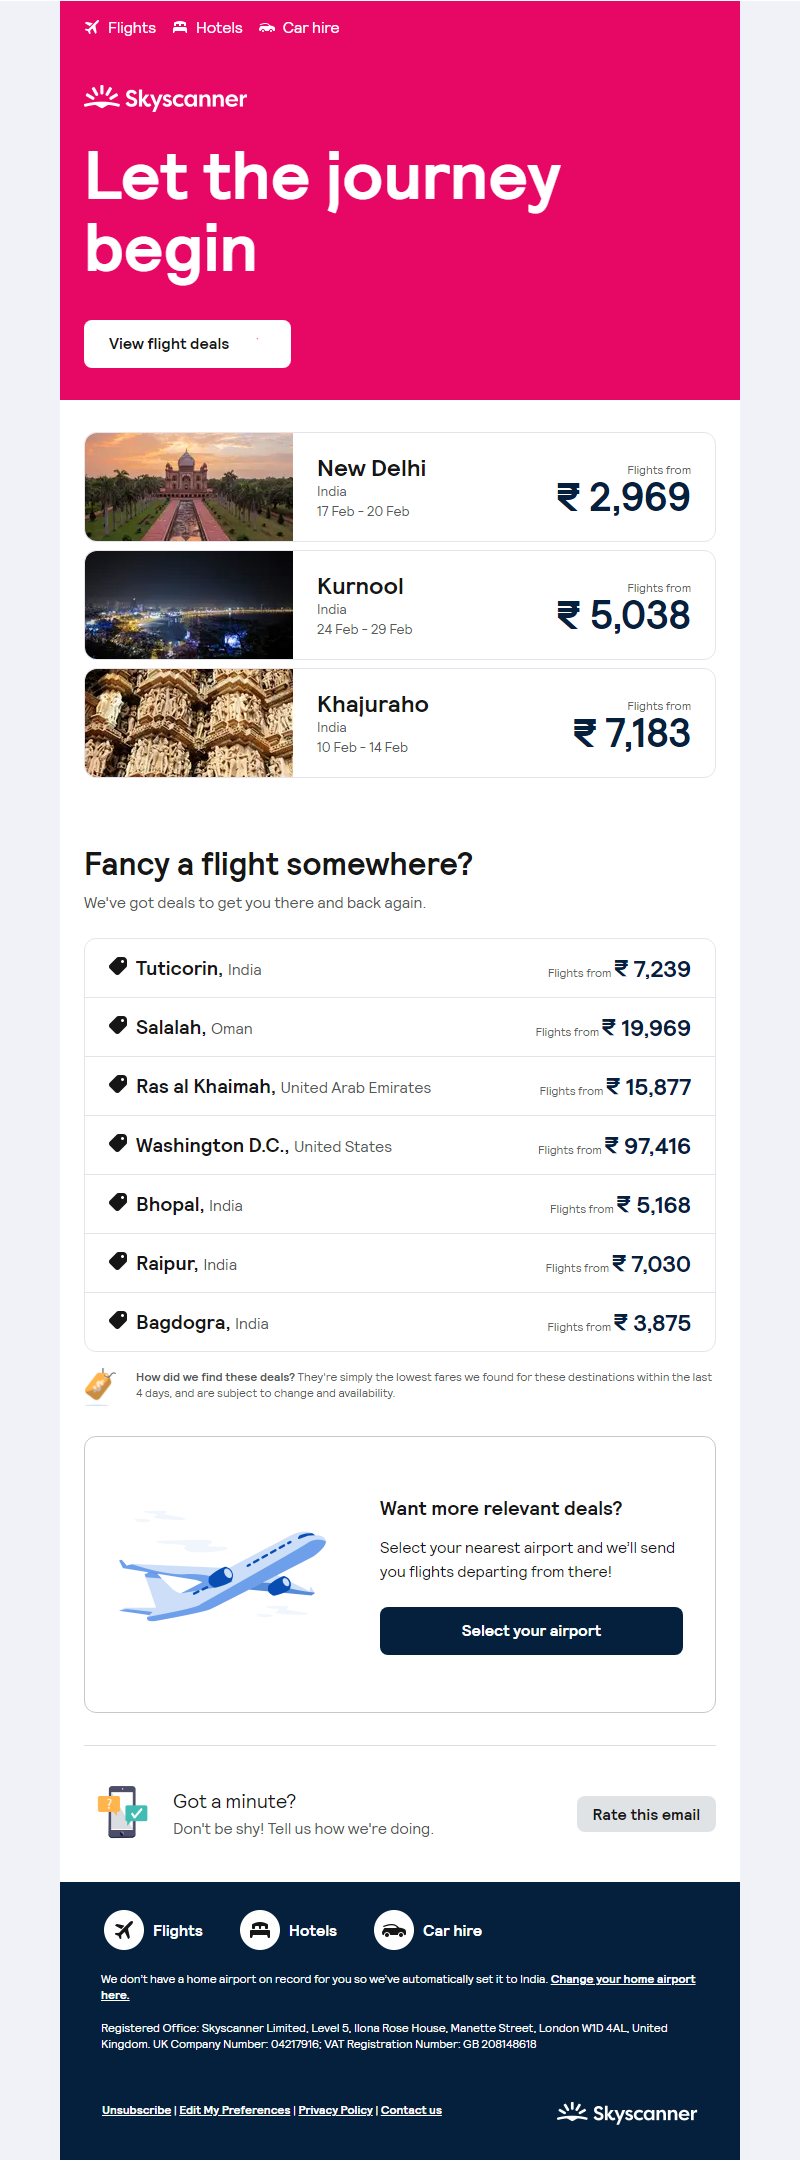 Flights Hotels Car hire
Skyscanner
Let the journey
begin
View flight deals
New Delhi
India
17 Feb - 20 Feb
Flights from
₹ 2,969
Kurnool
India
24 Feb - 29 Feb
Flights from
₹ 5,038
Khajuraho
India
10 Feb - 14 Feb
Flights from
₹ 7,183
Fancy a flight somewhere?
We've got deals to get you there and back again.
Tuticorin, India Flights from ₹ 7,239
Salalah, Oman Flights from ₹ 19,969
Ras al Khaimah, United Arab Emirates Flights from ₹ 15,877
Washington D.C., United States Flights from ₹ 97,416
Bhopal, India Flights from ₹ 5,168
Raipur, India Flights from ₹ 7,030
Bagdogra, India Flights from ₹ 3,875
How did we find these deals? They're simply the lowest fares we found for these destinations within the last
4 days, and are subject to change and availability.
Want more relevant deals?
Select your nearest airport and we'll send
you flights departing from there!
Select your airport
?
Got a minute?
Don't be shy! Tell us how we're doing.
Rate this email
Flights Hotels Car hire
We don't have a home airport on record for you so we've automatically set it to India. Change your home airport
here.
Registered Office: Skyscanner Limited, Level 5, Ilona Rose House, Manette Street, London W1D 4AL, United
Kingdom. UK Company Number: 04217916; VAT Registration Number: GB 208148618
Unsubscribe | Edit My Preferences | Privacy Policy | Contact us
Skyscanner